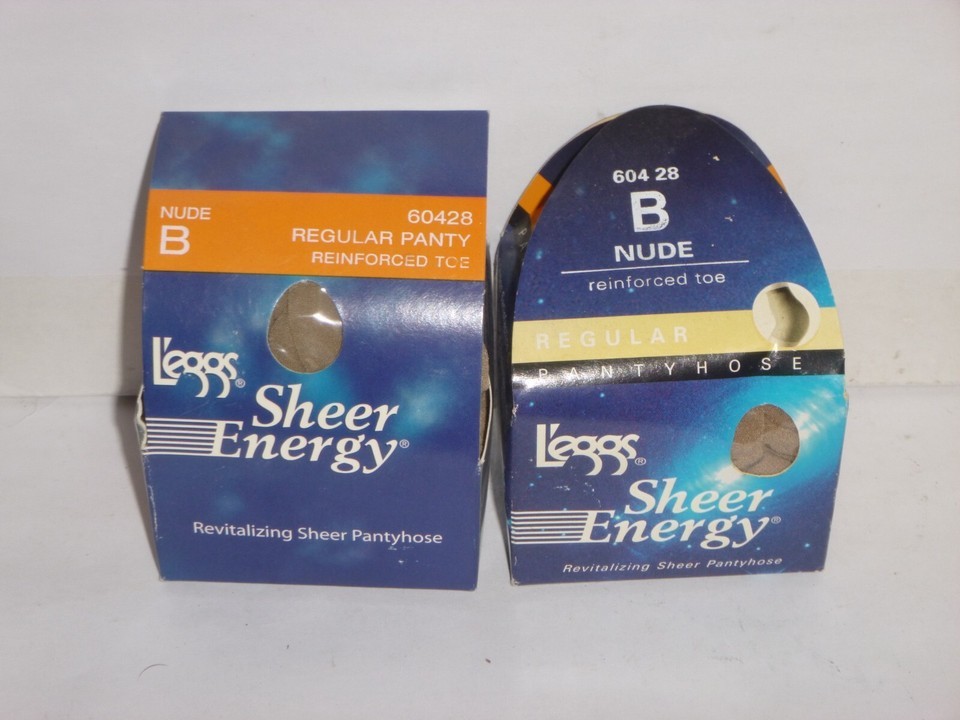 NUDE
B
60428
REGULAR PANTY
REINFORCED TOE
L'eggs®
Sheer
Energy®
Revitalizing Sheer Pantyhose
604 28
B
NUDE
reinforced toe
REGULAR
PANTYHOSE
L'eggs®
Sheer
Energy®
Revitalizing Sheer Pantyhose